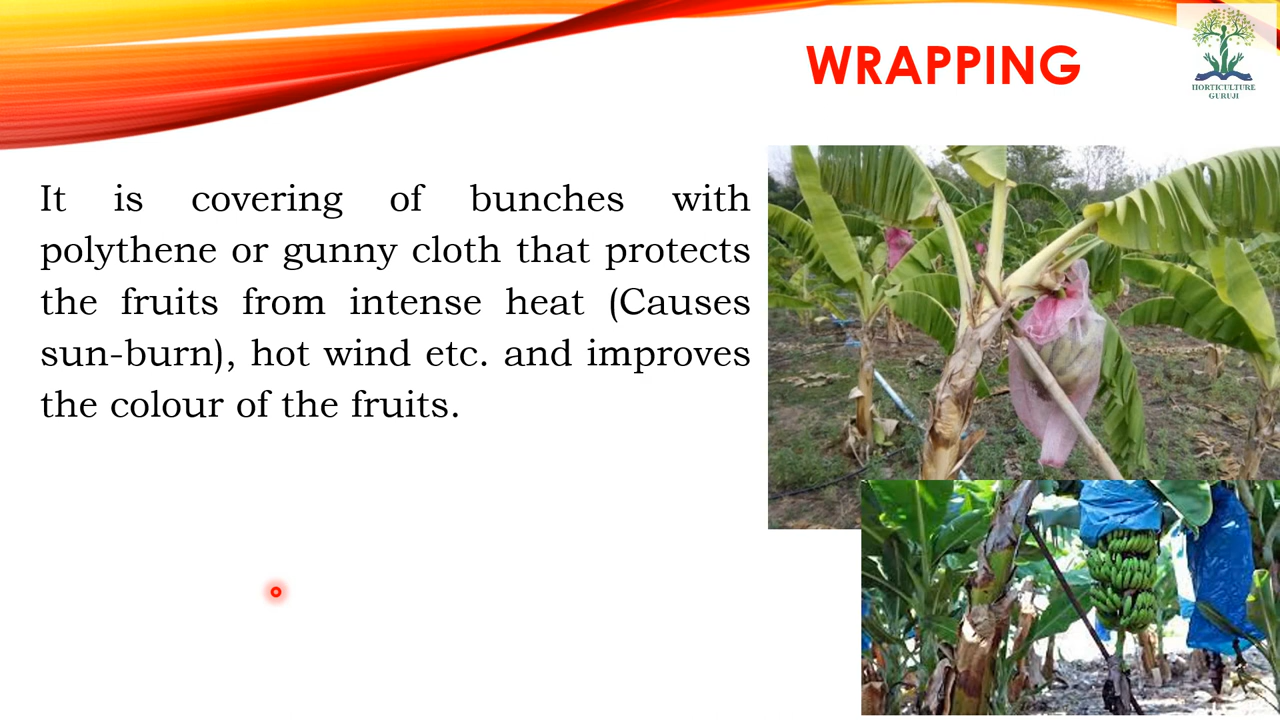 WRAPPING
HORTICULTURE
GURUJI
It is covering of bunches with
polythene or gunny cloth that protects
the fruits from intense heat (Causes
sun-burn), hot wind etc. and improves
the colour of the fruits.